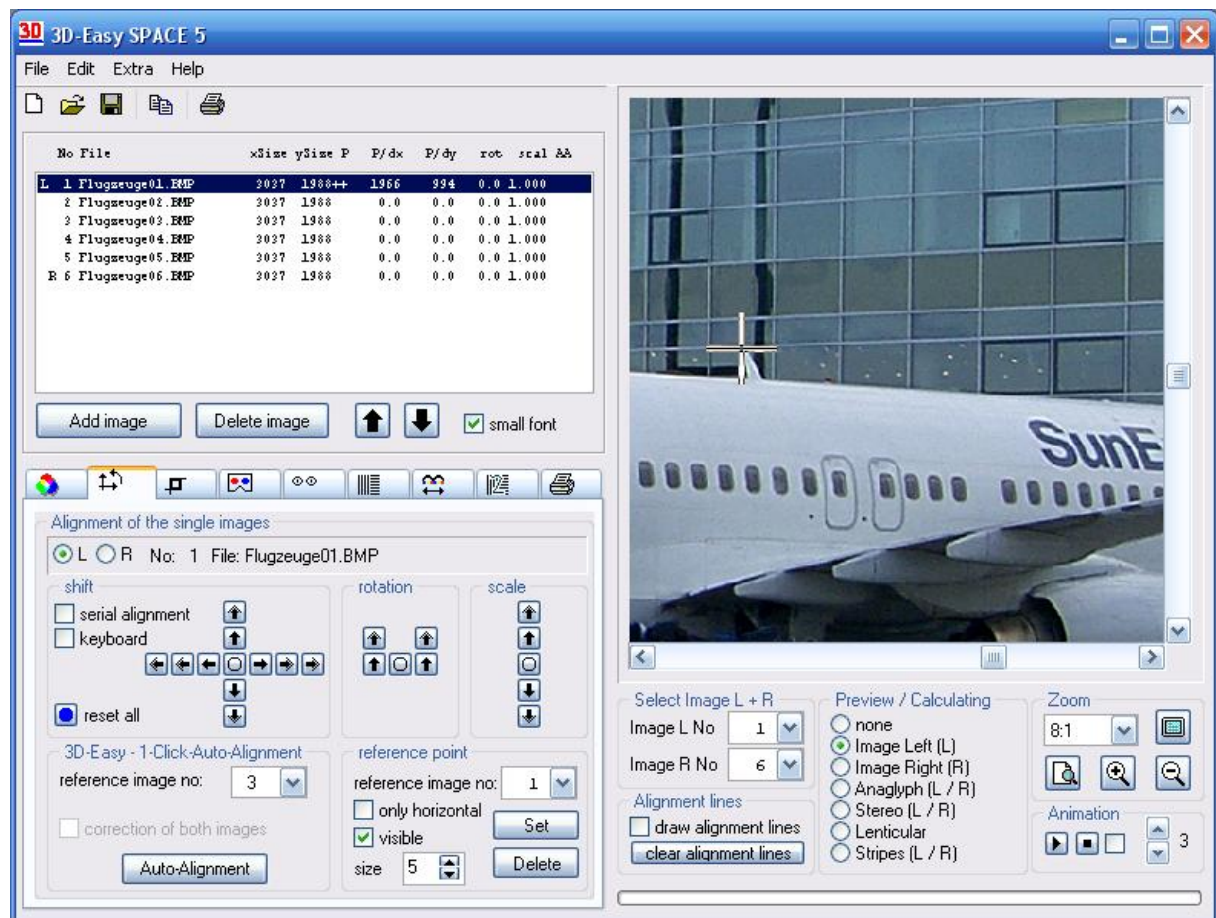 3D 3D-Easy SPACE 5
File Edit Extra Help
No File xSize ySize P P/dx P/dy rot scal AA
L 1 Flugzeuge01.BMP 3037 1988++ 1966 994 0.0 1.000
2 Flugzeuge02.BMP 3037 1988 0.0 0.0 0.0 1.000
3 Flugzeuge03.BMP 3037 1988 0.0 0.0 0.0 1.000
4 Flugzeuge04.BMP 3037 1988 0.0 0.0 0.0 1.000
5 Flugzeuge05.BMP 3037 1988 0.0 0.0 0.0 1.000
R 6 Flugzeuge06.BMP 3037 1988 0.0 0.0 0.0 1.000
Add image Delete image small font
Alignment of the single images
L R No: 1 File: Flugzeuge01.BMP
shift rotation scale
serial alignment
keyboard
reset all
3D-Easy - 1-Click-Auto-Alignment
reference image no: 3
correction of both images
Auto-Alignment
reference point
reference image no: 1
only horizontal
visible
Set
size 5 Delete
SunE
Select Image L + R
Image L No 1
Image R No 6
Alignment lines
draw alignment lines
clear alignment lines
Preview / Calculating
none
Image Left (L)
Image Right (R)
Anaglyph (L / R)
Stereo (L / R)
Lenticular
Stripes (L / R)
Zoom
8:1
Animation
3